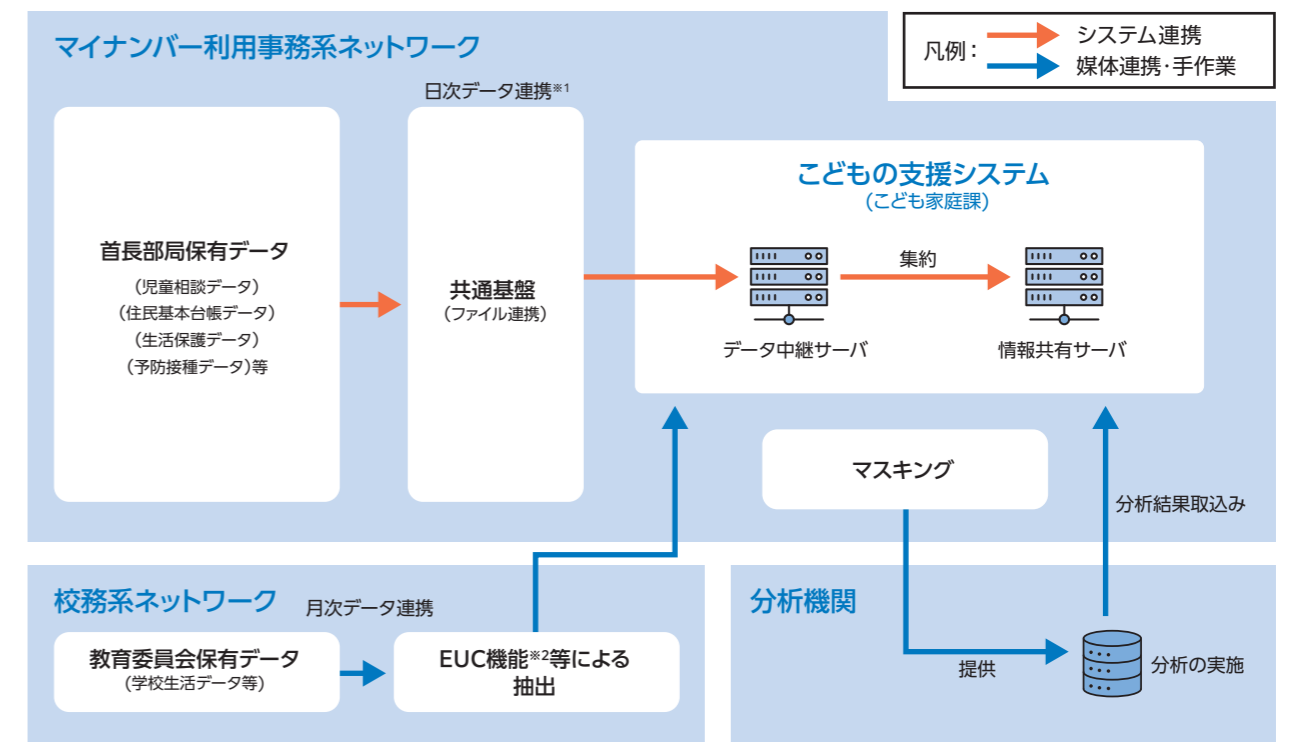 マイナンバー利用事務系ネットワーク
凡例：
システム連携
媒体連携・手作業
日次データ連携※1
首長部局保有データ
（児童相談データ）
（住民基本台帳データ）
（生活保護データ）
（予防接種データ）等
共通基盤
（ファイル連携）
こどもの支援システム
(こども家庭課)
集約
データ中継サーバ
情報共有サーバ
マスキング
分析結果取込み
校務系ネットワーク
月次データ連携
教育委員会保有データ
(学校生活データ等)
EUC機能※2等による
抽出
分析機関
提供
分析の実施